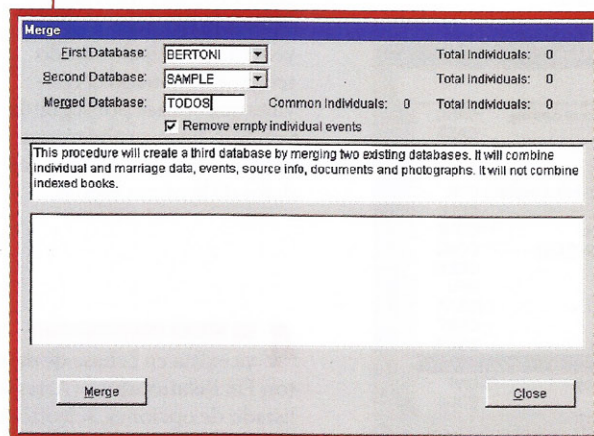 Merge
First Database: BERTONI Total Individuals: 0
Second Database: SAMPLE Total Individuals: 0
Merged Database: TODOS Common Individuals: 0 Total Individuals: 0
Remove empty individual events
This procedure will create a third database by merging two existing databases. It will combine
individual and marriage data, events, source info, documents and photographs. It will not combine
indexed books.
Merge Close